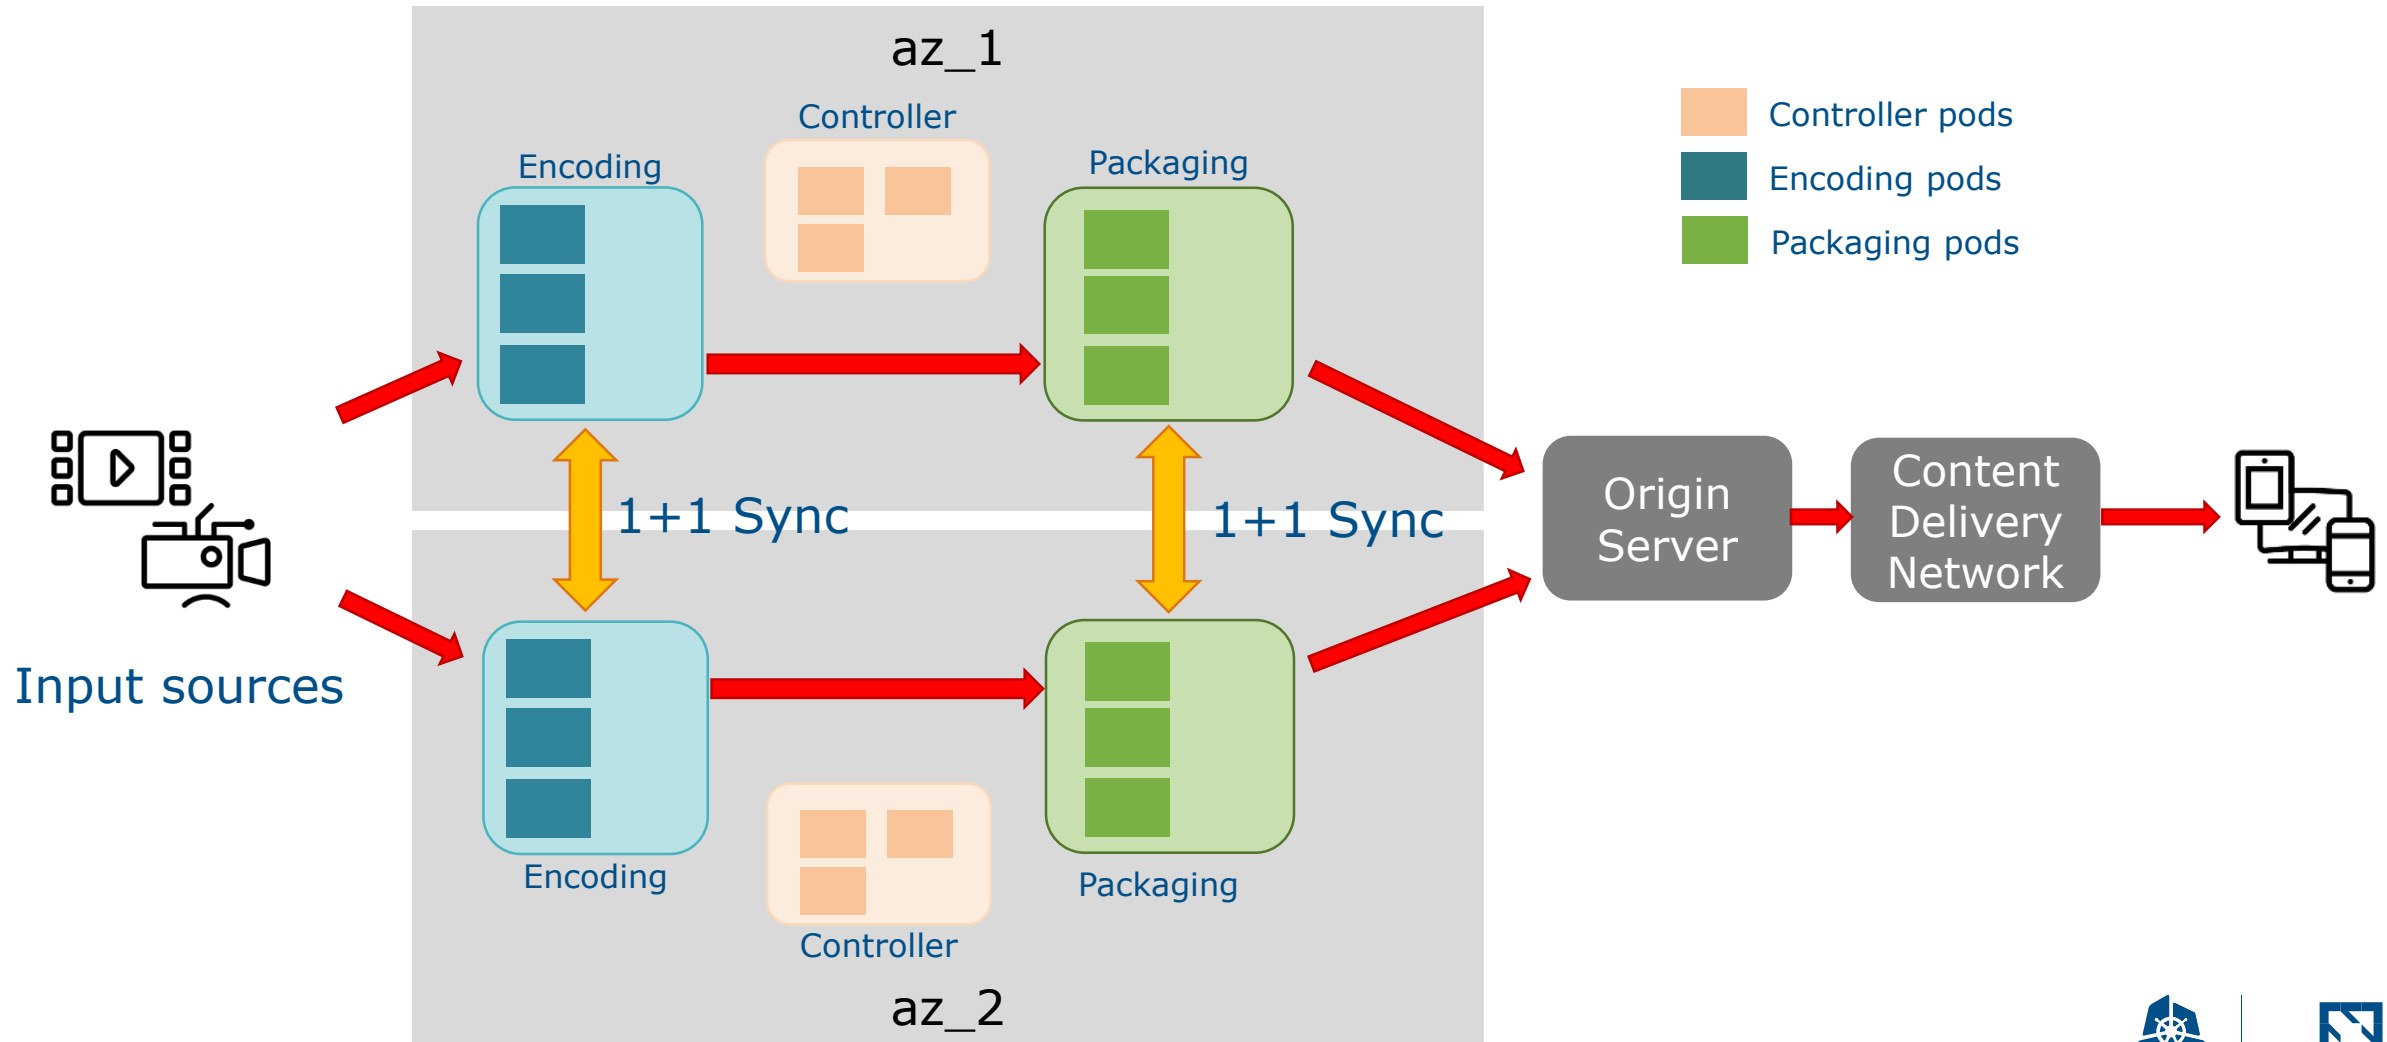 az_1
Controller
Encoding
Packaging
Controller pods
Encoding pods
Packaging pods
1+1 Sync
1+1 Sync
Origin
Server
Content
Delivery
Network
Input sources
Encoding
Packaging
Controller
az_2